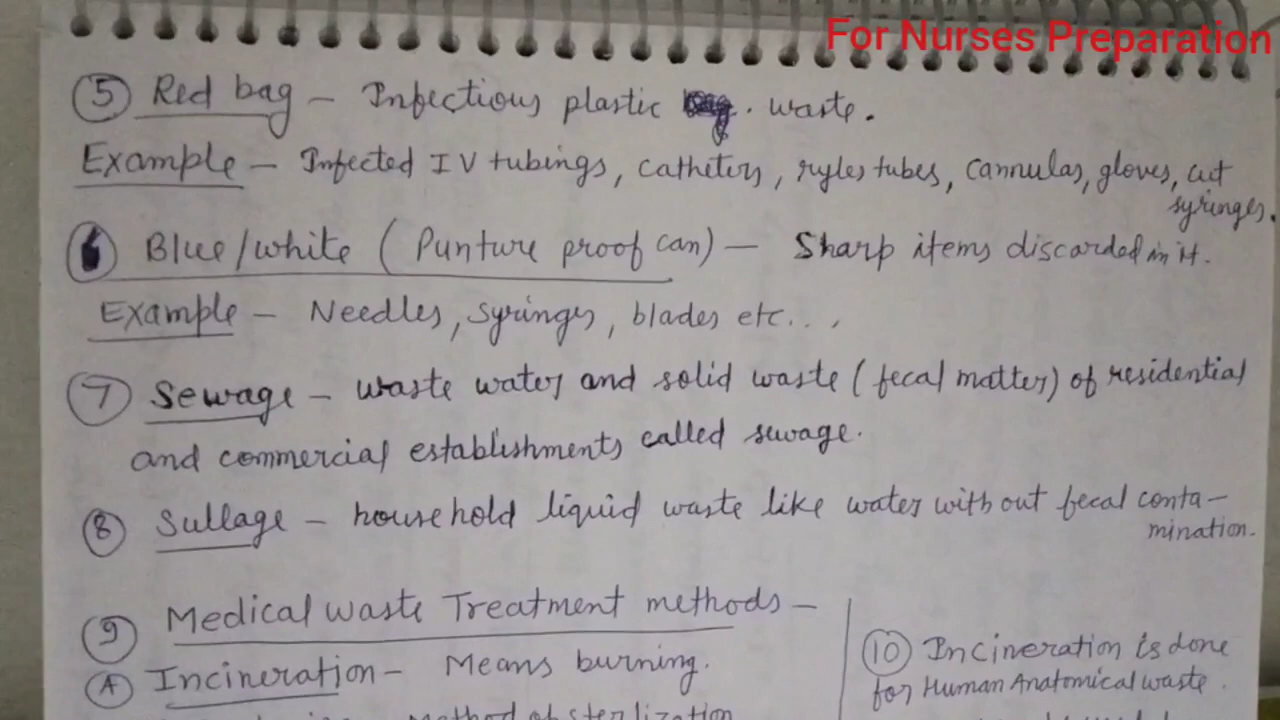 For Nurses Preparation
5 Red bag – Infectious plastic . waste.
Example – Infected IV tubings, catheters, ryles tubes, cannulas, gloves, cut
syringes.
6 Blue/white (Punture proof can) – Sharp items discarded in it.
Example – Needles, syringes, blades etc...,
7 Sewage – waste water and solid waste (fecal matter) of residential
and commercial establishments called sewage.
8 Sullage – household liquid waste like water without fecal conta-
mination.
9 Medical waste Treatment methods –
A Incineration – Means burning.
Method of sterilization
10 Incineration is done
for Human Anatomical waste.